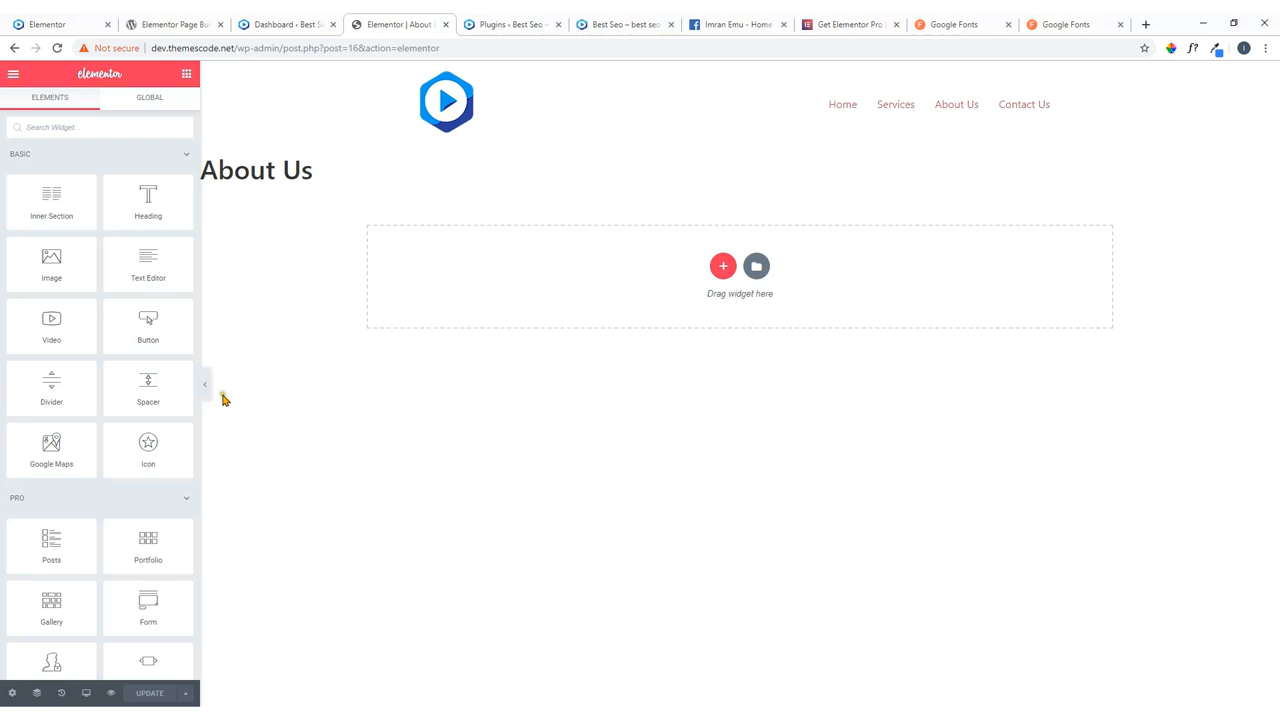 Elementor
Elementor Page Bu
Dashboard ‹ Best S
Elementor | About
Plugins ‹ Best Seo –
Best Seo – best seo
Imran Emu - Home
Get Elementor Pro |
Google Fonts
Google Fonts
Not secure
dev.themescode.net/wp-admin/post.php?post=16&action=elementor
f?
I
elementor
ELEMENTS
GLOBAL
Home
Services
About Us
Contact Us
Search Widget...
BASIC
About Us
Inner Section
Heading
Image
Text Editor
Drag widget here
Video
Button
Divider
Spacer
Google Maps
Icon
PRO
Posts
Portfolio
Gallery
Form
UPDATE